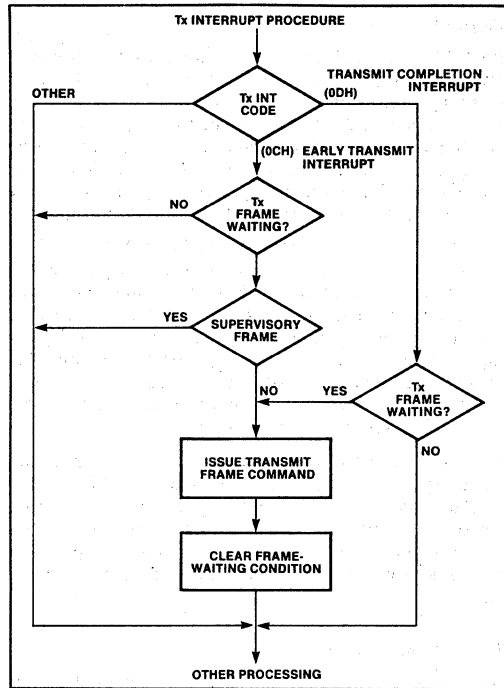 Tx INTERRUPT PROCEDURE
OTHER
TRANSMIT COMPLETION
INTERRUPT
Tx INT
CODE
(0DH)
(0CH) EARLY TRANSMIT
INTERRUPT
NO
Tx
FRAME
WAITING?
YES
SUPERVISORY
FRAME
NO
YES
Tx
FRAME
WAITING?
NO
ISSUE TRANSMIT
FRAME COMMAND
CLEAR FRAME-
WAITING CONDITION
OTHER PROCESSING